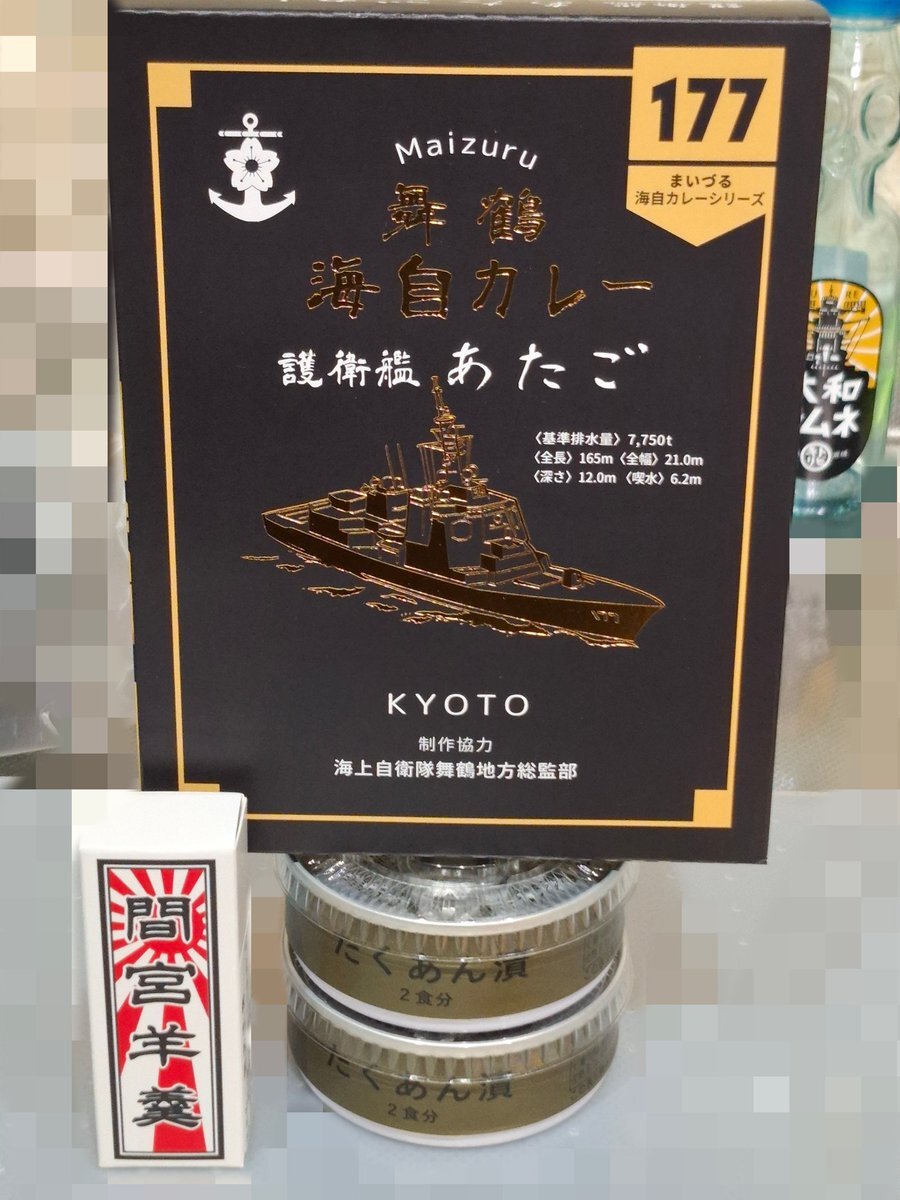 177
まいづる
海自カレーシリーズ
Maizuru
舞鶴
海自カレー
護衛艦 あたご
〈基準排水量〉7,750t
〈全長〉165m〈全幅〉21.0m
〈深さ〉12.0m〈喫水〉6.2m
177
KYOTO
制作協力
海上自衛隊舞鶴地方総監部
間宮羊羹
たくあん漬
2食分
たくあん漬
2食分